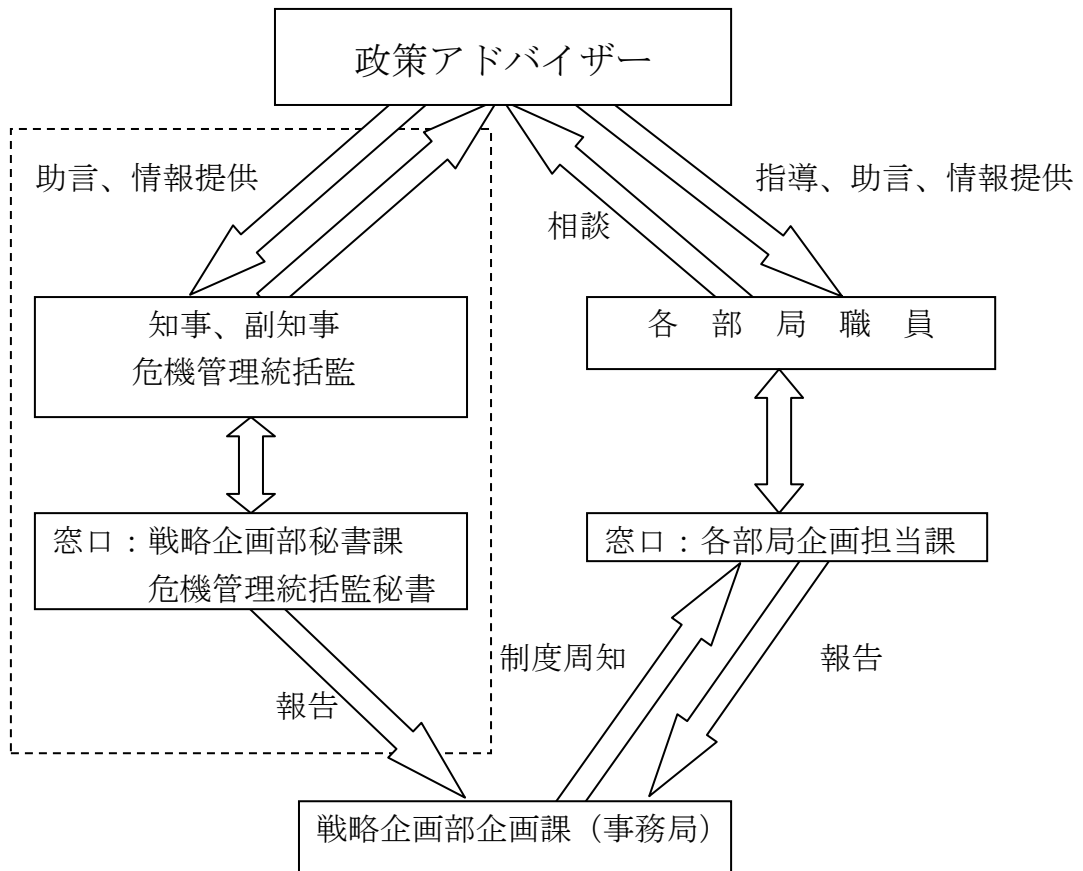 政策アドバイザー
助言、情報提供
指導、助言、情報提供
相談
知事、副知事
危機管理統括監
各　部　局　職　員
窓口：戦略企画部秘書課
危機管理統括監秘書
窓口：各部局企画担当課
制度周知
報告
報告
戦略企画部企画課（事務局）